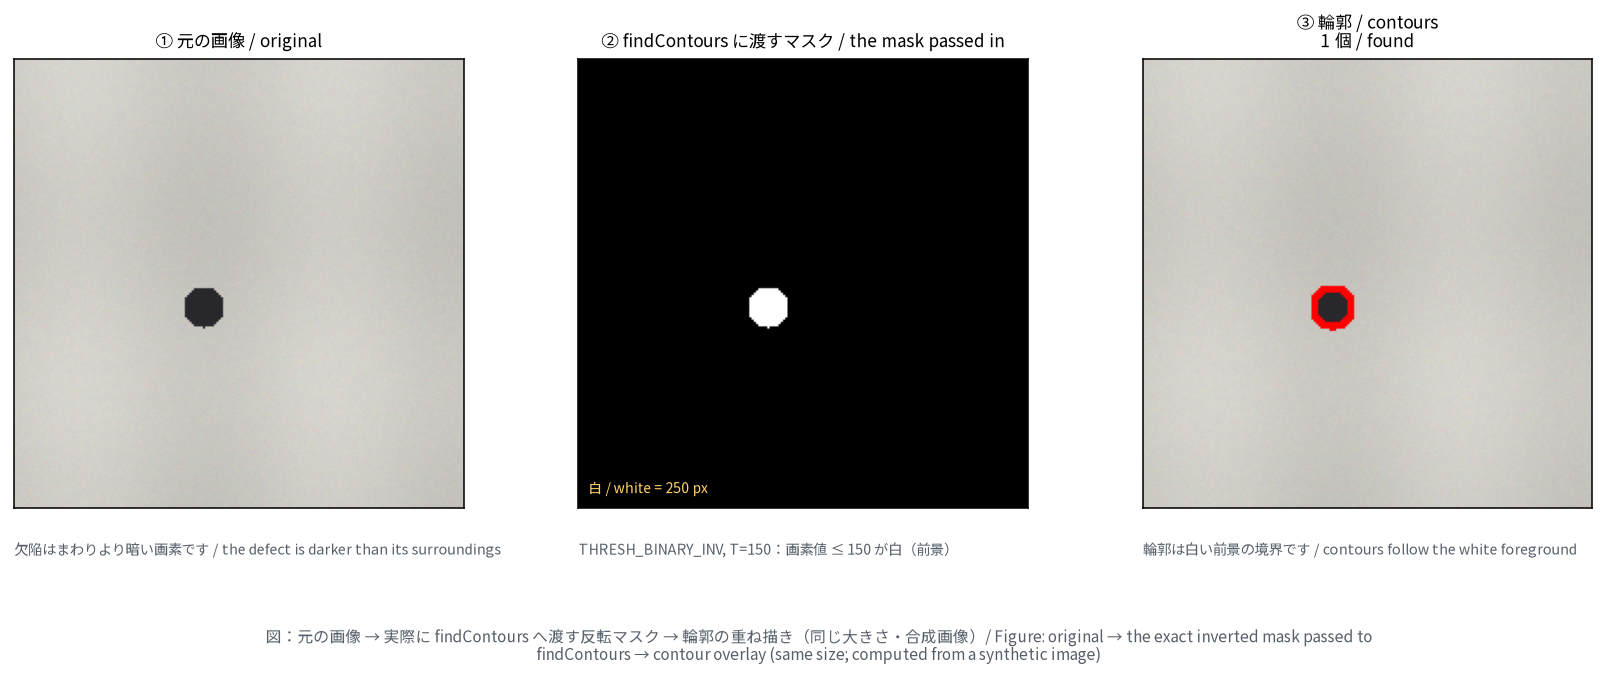 ① 元の画像 / original
② findContours に渡すマスク / the mask passed in
③ 輪郭 / contours
1 個 / found
白 / white = 250 px
欠陥はまわりより暗い画素です / the defect is darker than its surroundings
THRESH_BINARY_INV, T=150：画素値 ≤ 150 が白（前景）
輪郭は白い前景の境界です / contours follow the white foreground
図：元の画像 → 実際に findContours へ渡す反転マスク → 輪郭の重ね描き（同じ大きさ・合成画像）/ Figure: original → the exact inverted mask passed to
findContours → contour overlay (same size; computed from a synthetic image)